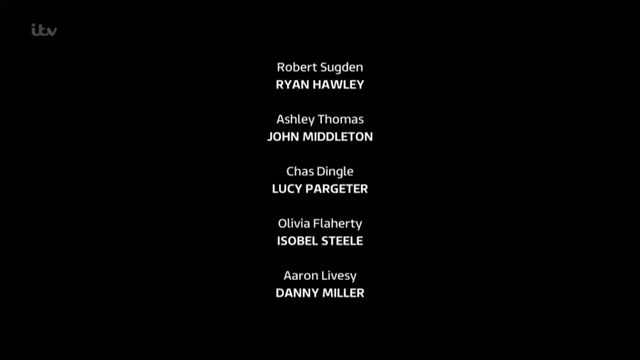 itv
Robert Sugden
RYAN HAWLEY
Ashley Thomas
JOHN MIDDLETON
Chas Dingle
LUCY PARGETER
Olivia Flaherty
ISOBEL STEELE
Aaron Livesy
DANNY MILLER